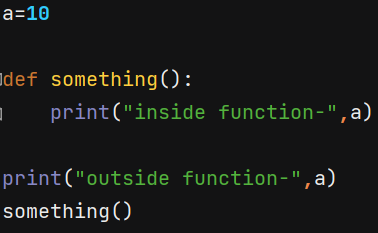 a=10
def something():
    print("inside function-",a)
print("outside function-",a)
something()